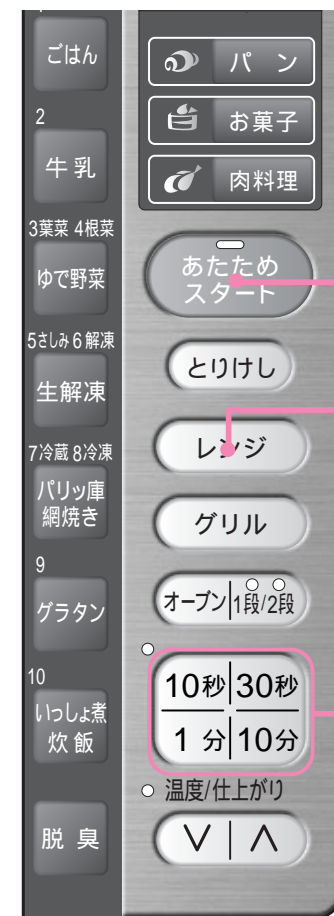 ごはん
2
牛乳
3葉菜 4根菜
ゆで野菜
5さしみ 6解凍
生解凍
7冷蔵 8冷凍
パリッ庫
網焼き
9
グラタン
10
いっしょ煮
炊飯
脱臭
パン
お菓子
肉料理
あたため
スタート
とりけし
レンジ
グリル
オーブン 1段/2段
10秒 30秒
1分 10分
温度/仕上がり